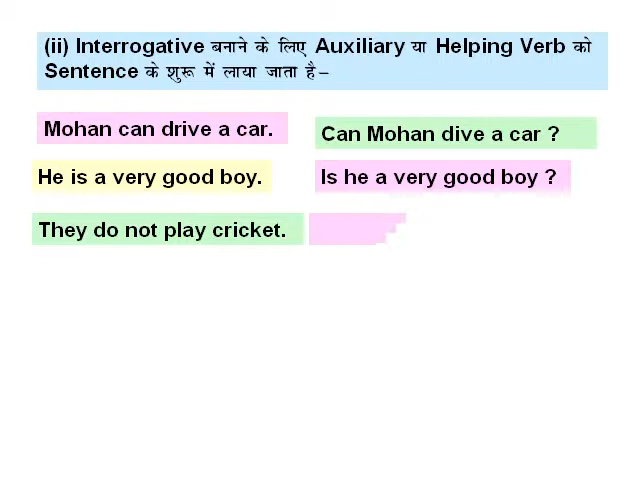 (ii) Interrogative बनाने के लिए Auxiliary या Helping Verb को
Sentence के शुरू में लाया जाता है–
Mohan can drive a car.
Can Mohan dive a car ?
He is a very good boy.
Is he a very good boy ?
They do not play cricket.